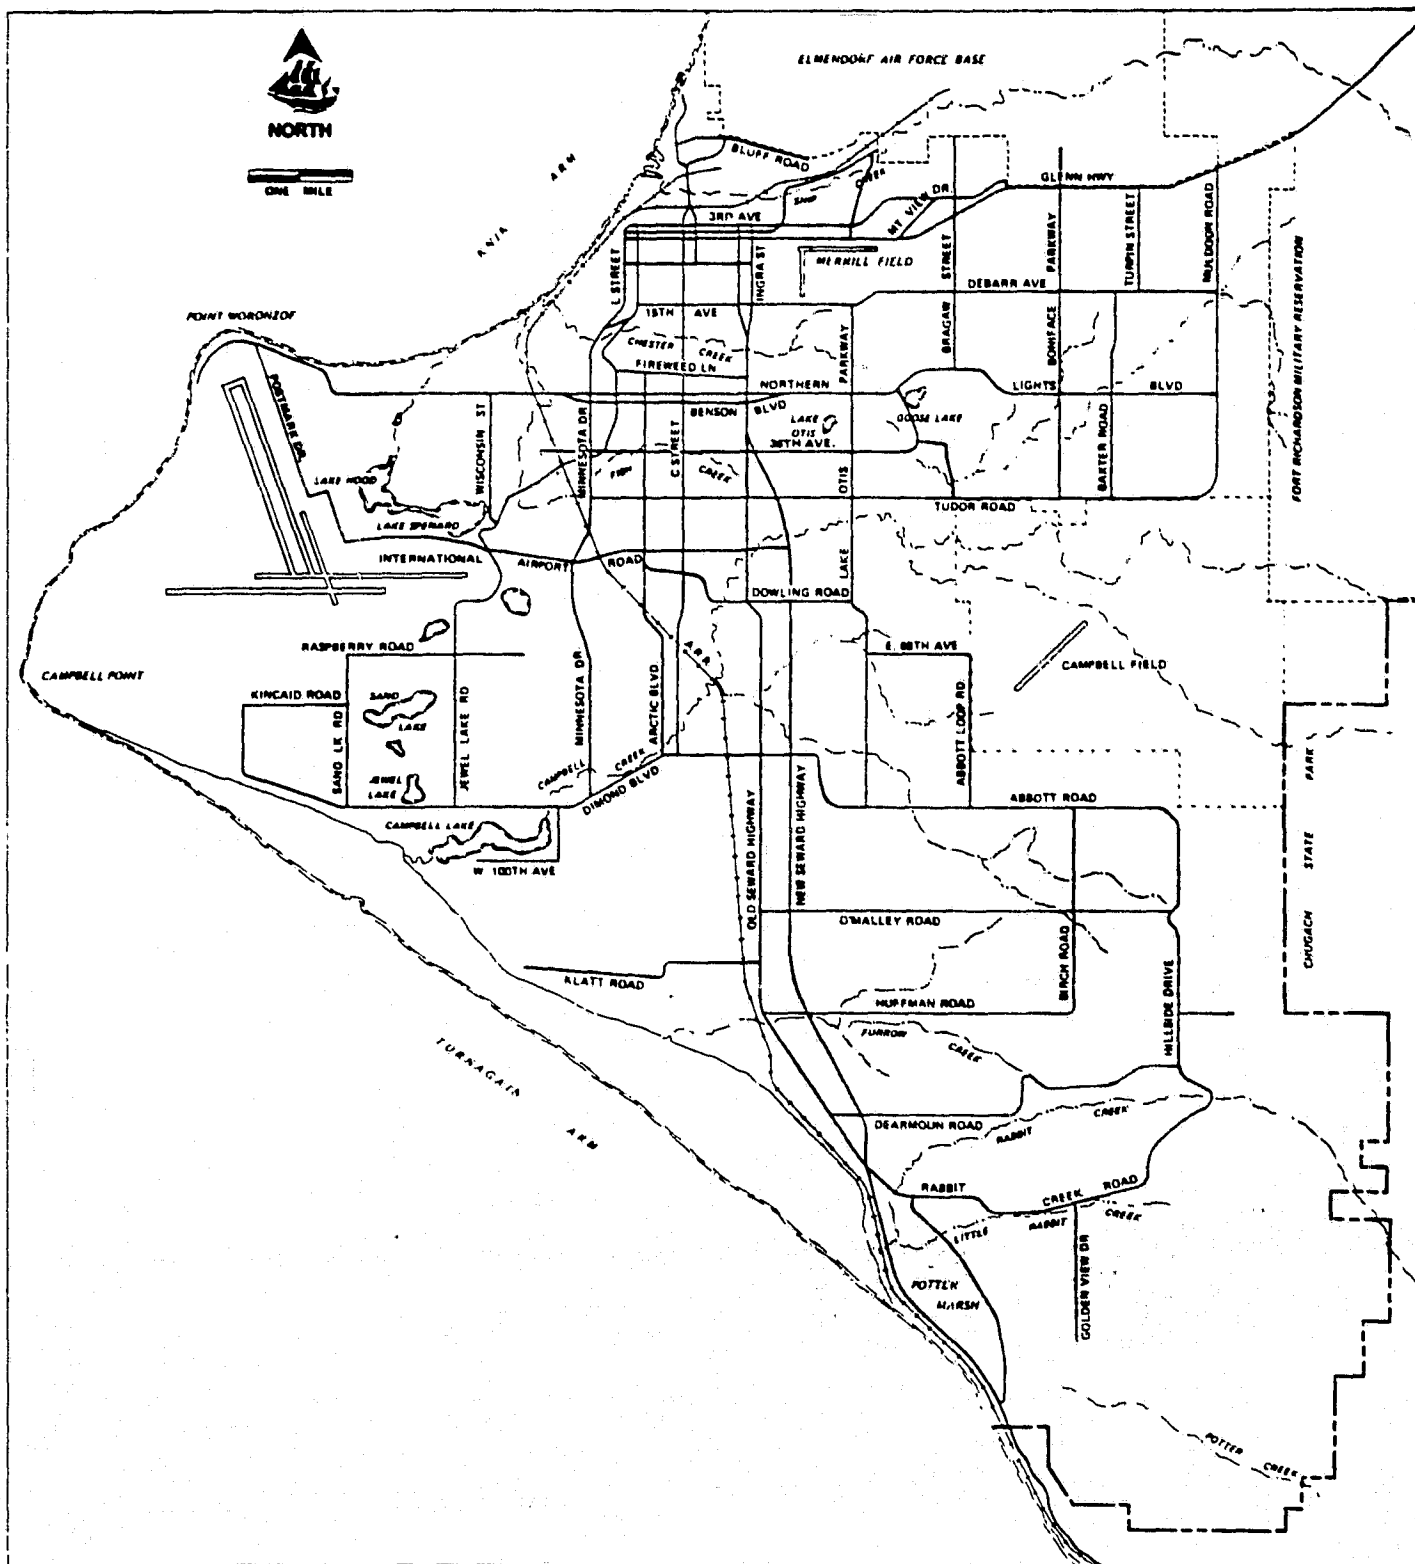 ELMENDORF AIR FORCE BASE
NORTH
ONE MILE
BLUFF ROAD
ARM
SHIP
CREEK
GLENN HWY
MT VIEW DR.
3RD AVE
MULDOON ROAD
TURPIN STREET
PARKWAY
STREET
INGRA ST
L STREET
MERRILL FIELD
DEBARR AVE
FORT RICHARDSON MILITARY RESERVATION
POINT WORONZOF
15TH AVE
CHESTER CREEK
FIREWEED LN
PARKWAY
BRAGAW
BONIFACE
POSTMARK DR.
NORTHERN
LIGHTS
BLVD
BENSON BLVD
LAKE
OTIS
GOOSE LAKE
36TH AVE.
WISCONSIN ST
MINNESOTA DR
C STREET
BAXTER ROAD
LAKE HOOD
FISH
CREEK
OTIS
TUDOR ROAD
LAKE SPENARD
INTERNATIONAL
AIRPORT
ROAD
LAKE
DOWLING ROAD
RASPBERRY ROAD
A.R.R.
E. 68TH AVE
CAMPBELL FIELD
CAMPBELL POINT
KINCAID ROAD
SAND
LAKE
SAND LK RD
JEWEL LAKE RD
MINNESOTA DR.
ARCTIC BLVD
ABBOTT LOOP RD.
JEWEL
LAKE
CAMPBELL
CREEK
DIMOND BLVD
ABBOTT ROAD
CAMPBELL LAKE
W 100TH AVE
OLD SEWARD HIGHWAY
NEW SEWARD HIGHWAY
CHUGACH STATE PARK
O'MALLEY ROAD
BIRCH ROAD
KLATT ROAD
HUFFMAN ROAD
HILLSIDE DRIVE
FURROW
CREEK
TURNAGAIN
ARM
DEARMOUN ROAD
RABBIT
CREEK
RABBIT
CREEK ROAD
LITTLE
RABBIT
CREEK
GOLDEN VIEW DR
POTTER
MARSH
POTTER
CREEK